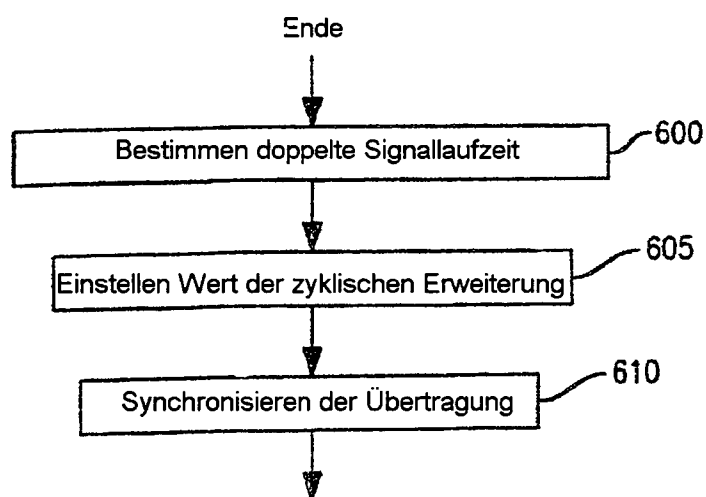 Ende
Bestimmen doppelte Signallaufzeit
600
Einstellen Wert der zyklischen Erweiterung
605
Synchronisieren der Übertragung
610